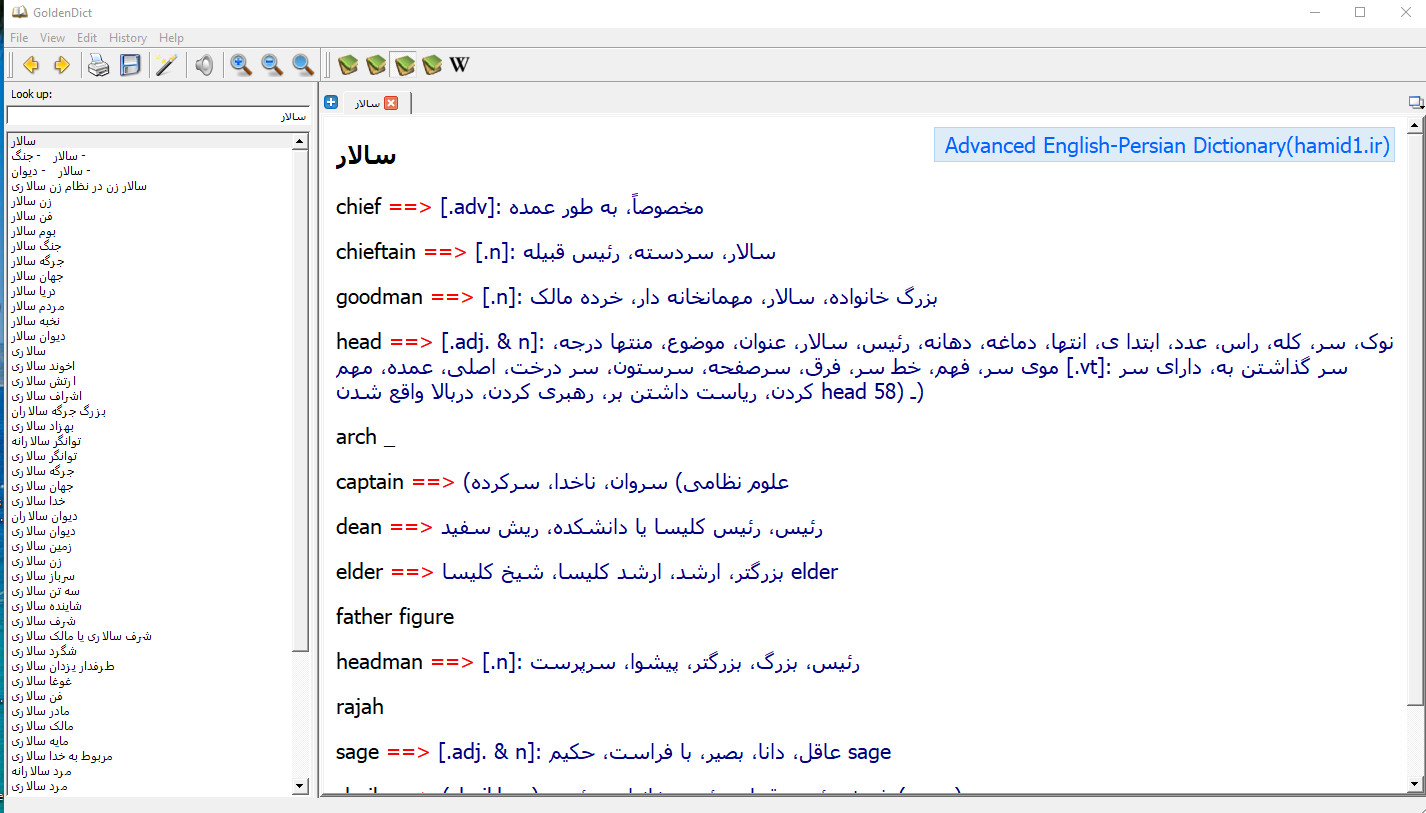 GoldenDict
File View Edit History Help
W
Look up:
سالار
سالار
- سالار - جنگ
- سالار - دیوان
سالار زن در نظام زن سالاری
زن سالار
فن سالار
بوم سالار
جنگ سالار
جرگه سالار
جهان سالار
دریا سالار
مردم سالار
نخبه سالار
دیوان سالار
سالاری
اخوند سالاری
ارتش سالاری
اشراف سالاری
بزرگ جرگه سالاران
بهزاد سالاری
توانگر سالارانه
توانگر سالاری
جرگه سالاری
جهان سالاری
خدا سالاری
دیوان سالاران
دیوان سالاری
زمین سالاری
زن سالاری
سرباز سالاری
سه تن سالاری
شاینده سالاری
شرف سالاری
شرف سالاری یا مالک سالاری
شگرد سالاری
طرفدار یزدان سالاری
غوغا سالاری
فن سالاری
مادر سالاری
مالک سالاری
مایه سالاری
مربوط به خدا سالاری
مرد سالارانه
مرد سالاری
سالار
Advanced English-Persian Dictionary(hamid1.ir)
سالار
chief ==> [.adv]: مخصوصاً، به طور عمده
chieftain ==> [.n]: سالار، سردسته، رئیس قبیله
goodman ==> [.n]: بزرگ خانواده، سالار، مهمانخانه دار، خرده مالک
head ==> [.adj. & n]: نوک، سر، کله، راس، عدد، ابتدا ی، انتها، دماغه، دهانه، رئیس، سالار، عنوان، موضوع، منتها درجه،
موی سر، فهم، خط سر، فرق، سرصفحه، سرستون، سر درخت، اصلی، عمده، مهم [.vt]: سر گذاشتن به، دارای سر
کردن، ریاست داشتن بر، رهبری کردن، دربالا واقع شدن head 58) ـ)
arch _
captain ==> (علوم نظامی) سروان، ناخدا، سرکرده
dean ==> رئیس، رئیس کلیسا یا دانشکده، ریش سفید
elder ==> بزرگتر، ارشد، ارشد کلیسا، شیخ کلیسا elder
father figure
headman ==> [.n]: رئیس، بزرگ، بزرگتر، پیشوا، سرپرست
rajah
sage ==> [.adj. & n]: عاقل، دانا، بصیر، با فراست، حکیم sage